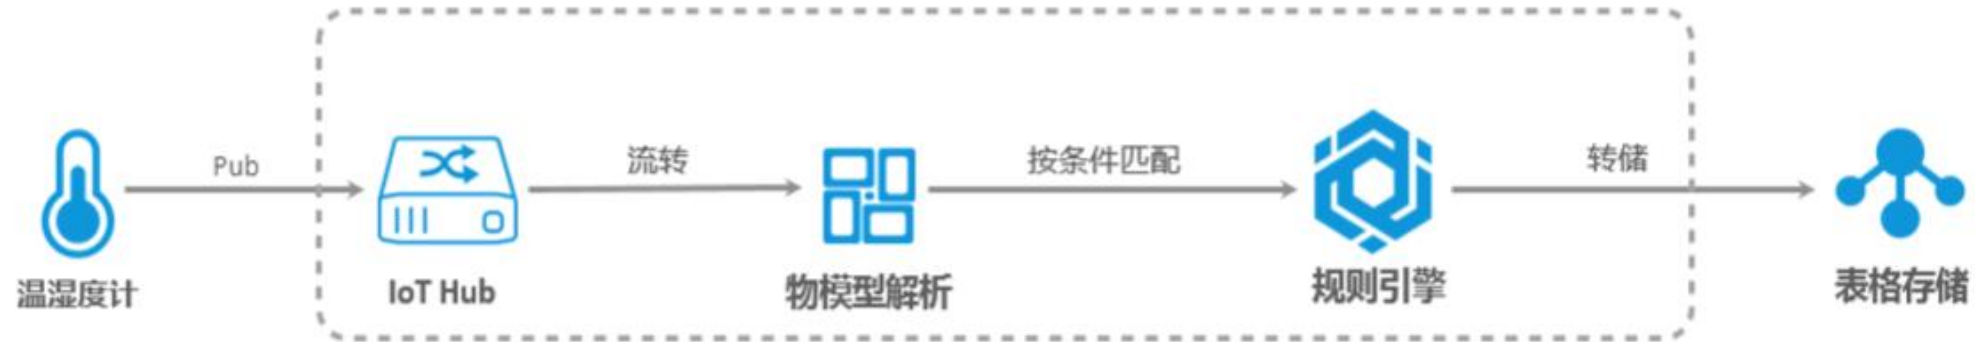 Pub
流转
按条件匹配
转储
温湿度计
IoT Hub
物模型解析
规则引擎
表格存储